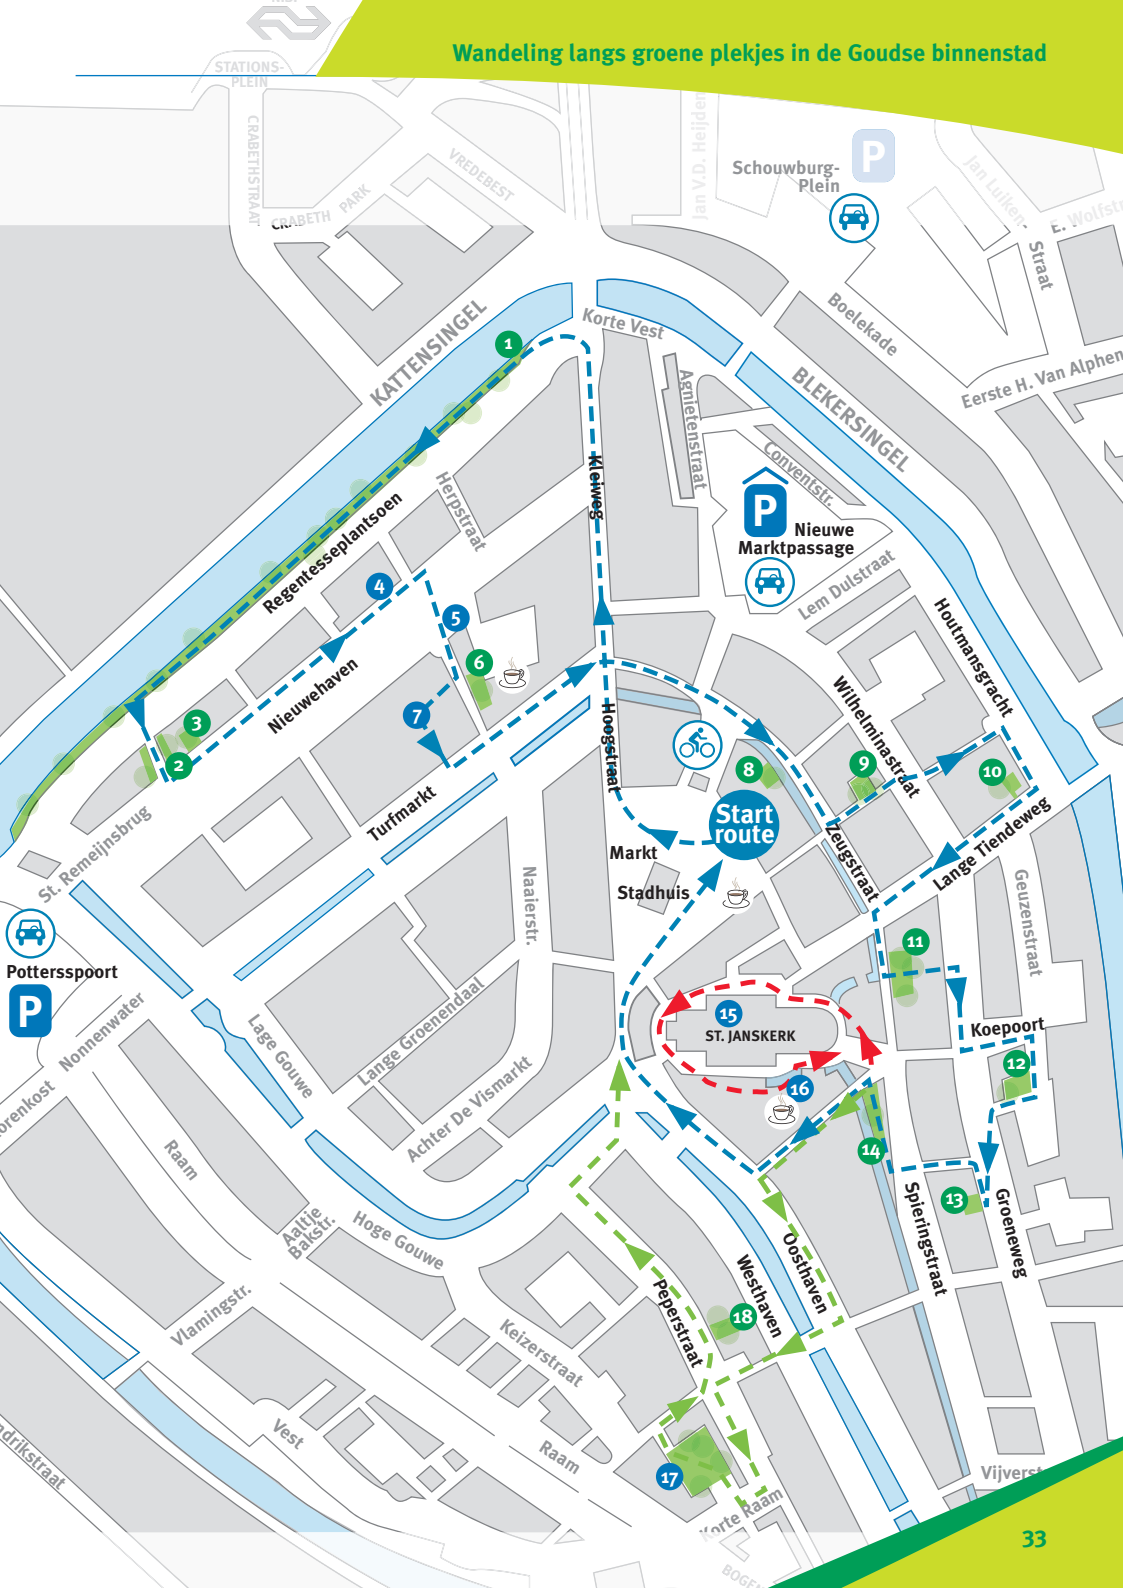 Wandeling langs groene plekjes in de Goudse binnenstad
STATIONS-
PLEIN
CRABETHSTRAAT
CRABETH PARK
VREDEBEST
Jan V.D. Heijden
Schouwburg-
Plein
P
Jan Luiken-
Straat
E. Wolfstr
Boelekade
Eerste H. Van Alphen
KATTENSINGEL
Korte Vest
BLEKERSINGEL
1
Agnietenstraat
Conventstr.
Kleiweg
P
Nieuwe
Marktpassage
Herpstraat
Regentesseplantsoen
Lem Dulstraat
Houtmansgracht
4
5
6
7
3
2
Nieuwehaven
Wilhelminastraat
Hoogstraat
8
9
10
St. Remeijnsbrug
Turfmarkt
Start
route
Markt
Stadhuis
Zeugstraat
Lange Tiendeweg
Naaierstr.
Geuzenstraat
Pottersspoort
P
11
Nonnenwater
Lage Gouwe
Lange Groenendaal
15
ST. JANSKERK
Koepoort
12
Achter De Vismarkt
16
orenkost
Raam
14
13
Spieringstraat
Groeneweg
Aaltje
Bakstr.
Hoge Gouwe
Oosthaven
Westhaven
Peperstraat
18
Vlamingstr.
Keizerstraat
Vest
Raam
17
Korte Raam
Vijverst
ndrikstraat
BOGEN
33